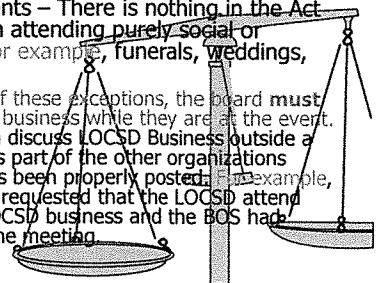 ents – There is nothing in the Act
attending purely social or
or example, funerals, weddings,
f these exceptions, the board must
business while they are at the event.
discuss LOCSD Business outside a
s part of the other organizations
s been properly posted. For example,
requested that the LOCSD attend
CSD business and the BOS had
he meeting.